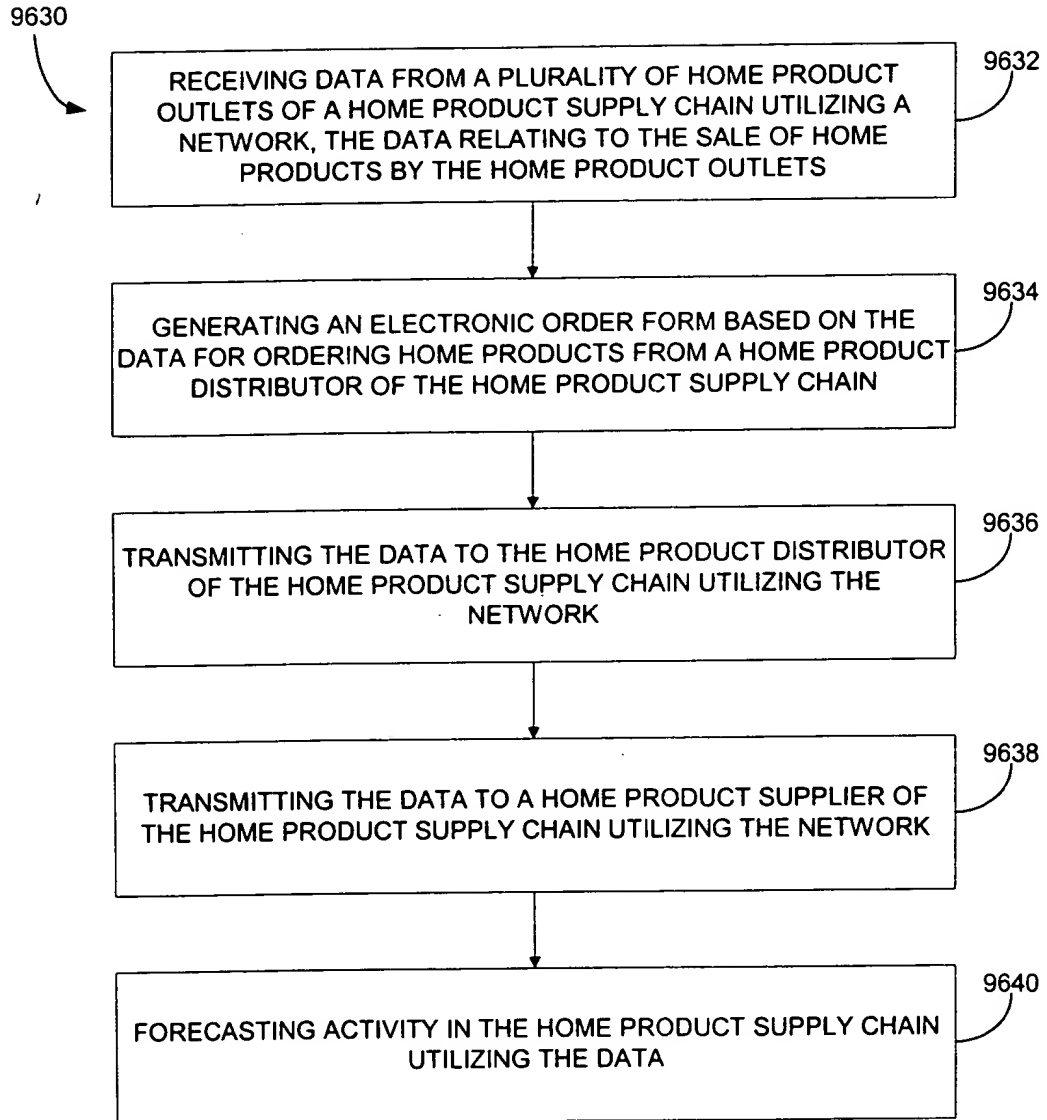 9630
9632
RECEIVING DATA FROM A PLURALITY OF HOME PRODUCT
OUTLETS OF A HOME PRODUCT SUPPLY CHAIN UTILIZING A
NETWORK, THE DATA RELATING TO THE SALE OF HOME
PRODUCTS BY THE HOME PRODUCT OUTLETS
9634
GENERATING AN ELECTRONIC ORDER FORM BASED ON THE
DATA FOR ORDERING HOME PRODUCTS FROM A HOME PRODUCT
DISTRIBUTOR OF THE HOME PRODUCT SUPPLY CHAIN
9636
TRANSMITTING THE DATA TO THE HOME PRODUCT DISTRIBUTOR
OF THE HOME PRODUCT SUPPLY CHAIN UTILIZING THE
NETWORK
9638
TRANSMITTING THE DATA TO A HOME PRODUCT SUPPLIER OF
THE HOME PRODUCT SUPPLY CHAIN UTILIZING THE NETWORK
9640
FORECASTING ACTIVITY IN THE HOME PRODUCT SUPPLY CHAIN
UTILIZING THE DATA